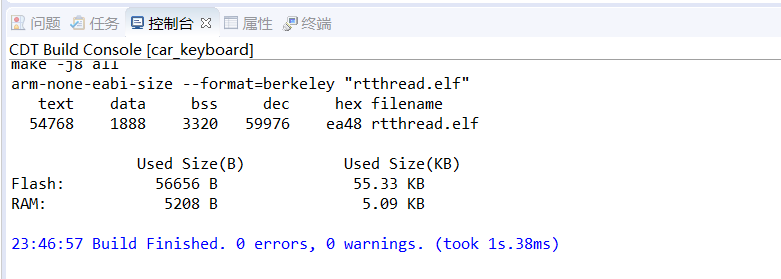 问题 任务 控制台 属性 终端
CDT Build Console [car_keyboard]
make -j8 all
arm-none-eabi-size --format=berkeley "rtthread.elf"
   text    data     bss     dec     hex filename
  54768    1888    3320   59976    ea48 rtthread.elf

              Used Size(B)           Used Size(KB)
Flash:          56656 B               55.33 KB
RAM:             5208 B                5.09 KB

23:46:57 Build Finished. 0 errors, 0 warnings. (took 1s.38ms)